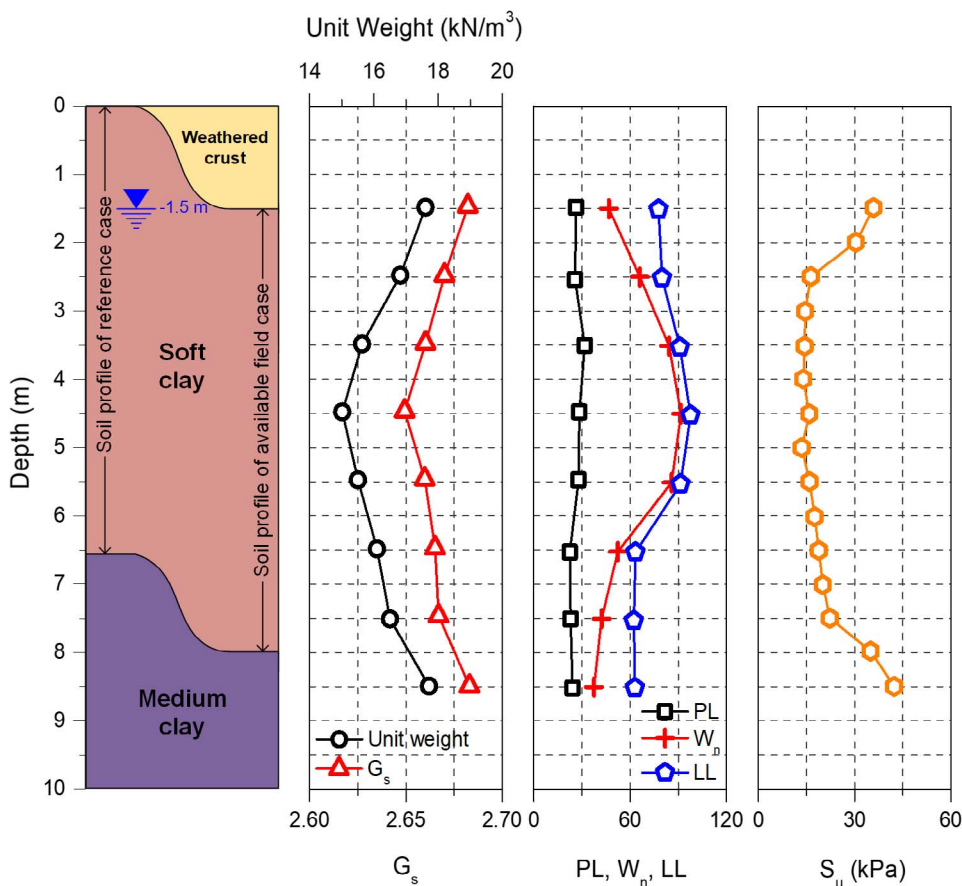 Unit Weight (kN/m³)
14 16 18 20
0
1
2
3
4
5
6
7
8
9
10
Depth (m)
Weathered
crust
-1.5 m
Soil profile of reference case
Soft
clay
Soil profile of available field case
Medium
clay
Unit weight
Gₛ
2.60 2.65 2.70
Gₛ
PL
Wₙ
LL
0 60 120
PL, Wₙ, LL
0 30 60
Sᵤ (kPa)